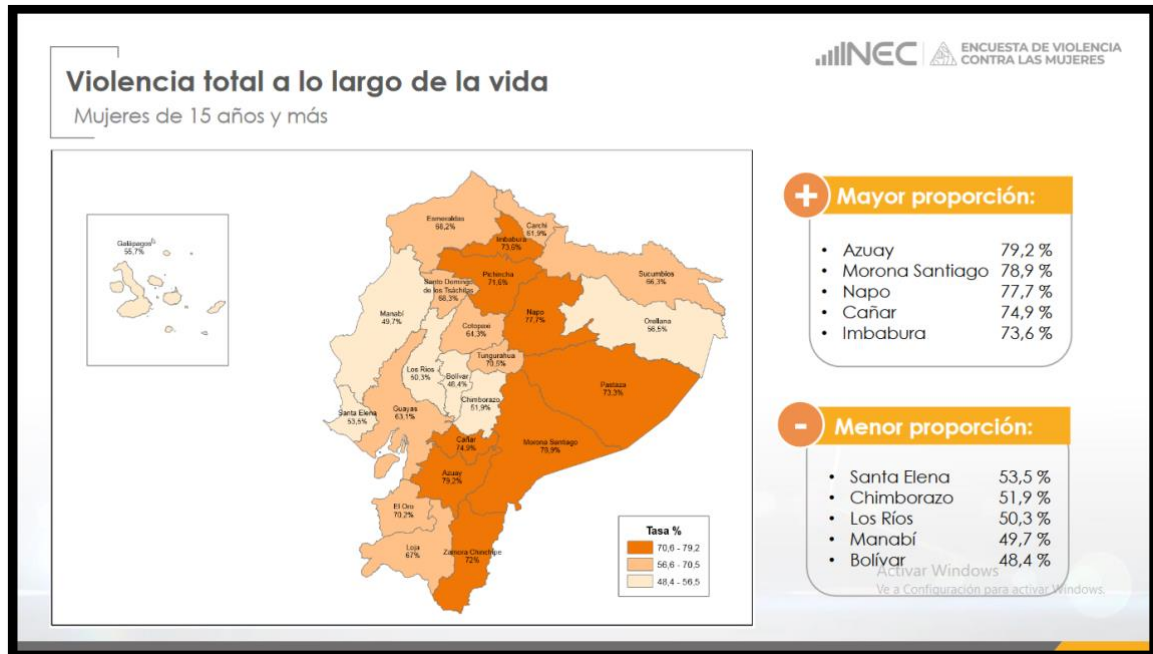 INEC
ENCUESTA DE VIOLENCIA
CONTRA LAS MUJERES
Violencia total a lo largo de la vida
Mujeres de 15 años y más
Galápagos
55,7%
Esmeraldas
68,2%
Carchi
61,9%
Imbabura
73,6%
Pichincha
71,6%
Sucumbíos
66,3%
Santo Domingo
de los Tsáchilas
68,3%
Napo
77,7%
Manabí
49,7%
Orellana
56,5%
Cotopaxi
64,3%
Tungurahua
70,5%
Los Ríos
50,3%
Bolívar
48,4%
Pastaza
73,3%
Chimborazo
51,9%
Santa Elena
53,5%
Guayas
63,1%
Cañar
74,9%
Morona Santiago
78,9%
Azuay
79,2%
El Oro
70,2%
Loja
67%
Zamora Chinchipe
72%
Tasa %
70,6 - 79,2
56,6 - 70,5
48,4 - 56,5
+ Mayor proporción:
• Azuay 79,2 %
• Morona Santiago 78,9 %
• Napo 77,7 %
• Cañar 74,9 %
• Imbabura 73,6 %
- Menor proporción:
• Santa Elena 53,5 %
• Chimborazo 51,9 %
• Los Ríos 50,3 %
• Manabí 49,7 %
• Bolívar 48,4 %
Activar Windows
Ve a Configuración para activar Windows.